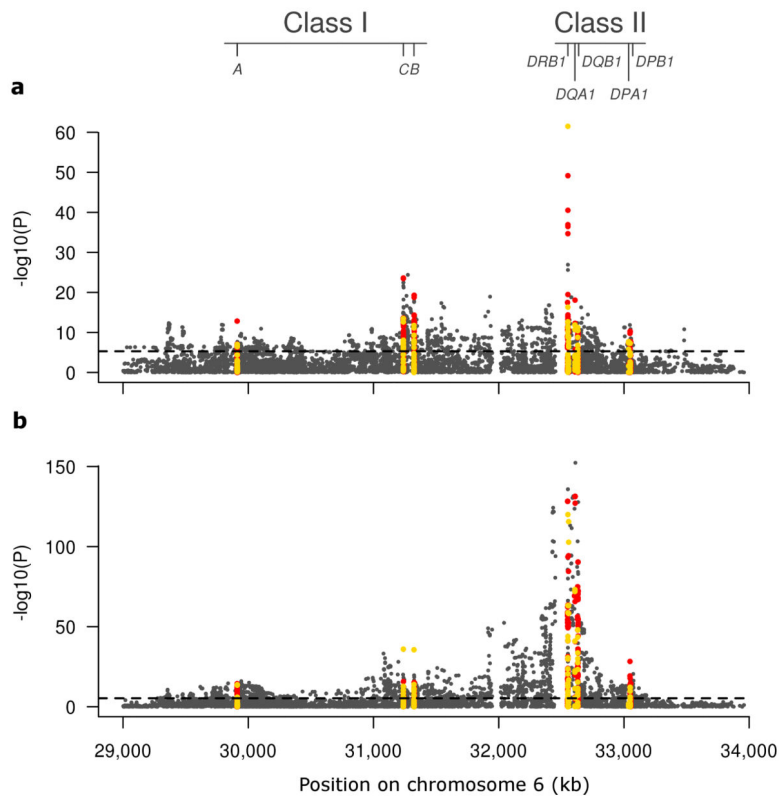 Class I
Class II
A
CB
DRB1
DQB1
DPB1
DQA1
DPA1
a
60
50
40
30
20
10
0
-log10(P)
b
150
100
50
0
-log10(P)
29,000 30,000 31,000 32,000 33,000 34,000
Position on chromosome 6 (kb)